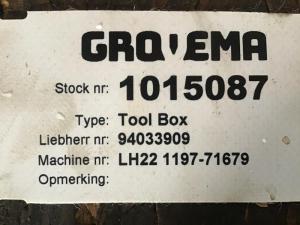 GROVEMA
Stock nr: 1015087
Type: Tool Box
Liebherr nr: 94033909
Machine nr: LH22 1197-71679
Opmerking: